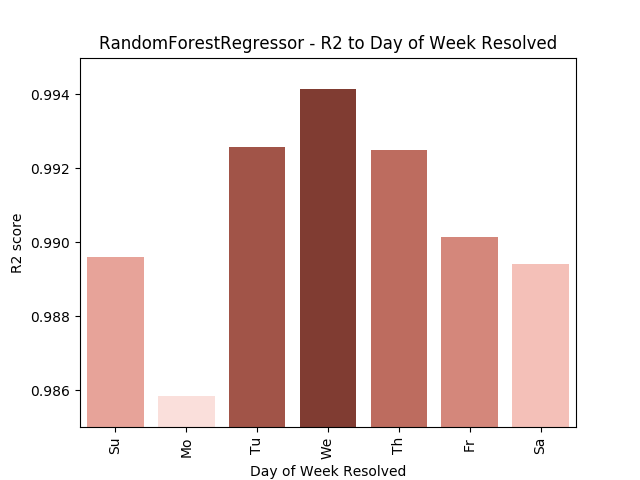 RandomForestRegressor - R2 to Day of Week Resolved
R2 score
0.994
0.992
0.990
0.988
0.986
Su Mo Tu We Th Fr Sa
Day of Week Resolved